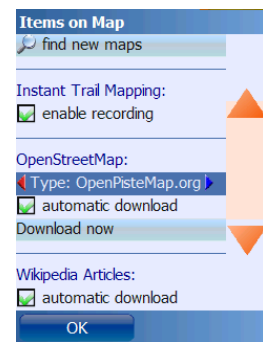 Items on Map
find new maps
Instant Trail Mapping:
enable recording
OpenStreetMap:
Type: OpenPisteMap.org
automatic download
Download now
Wikipedia Articles:
automatic download
OK